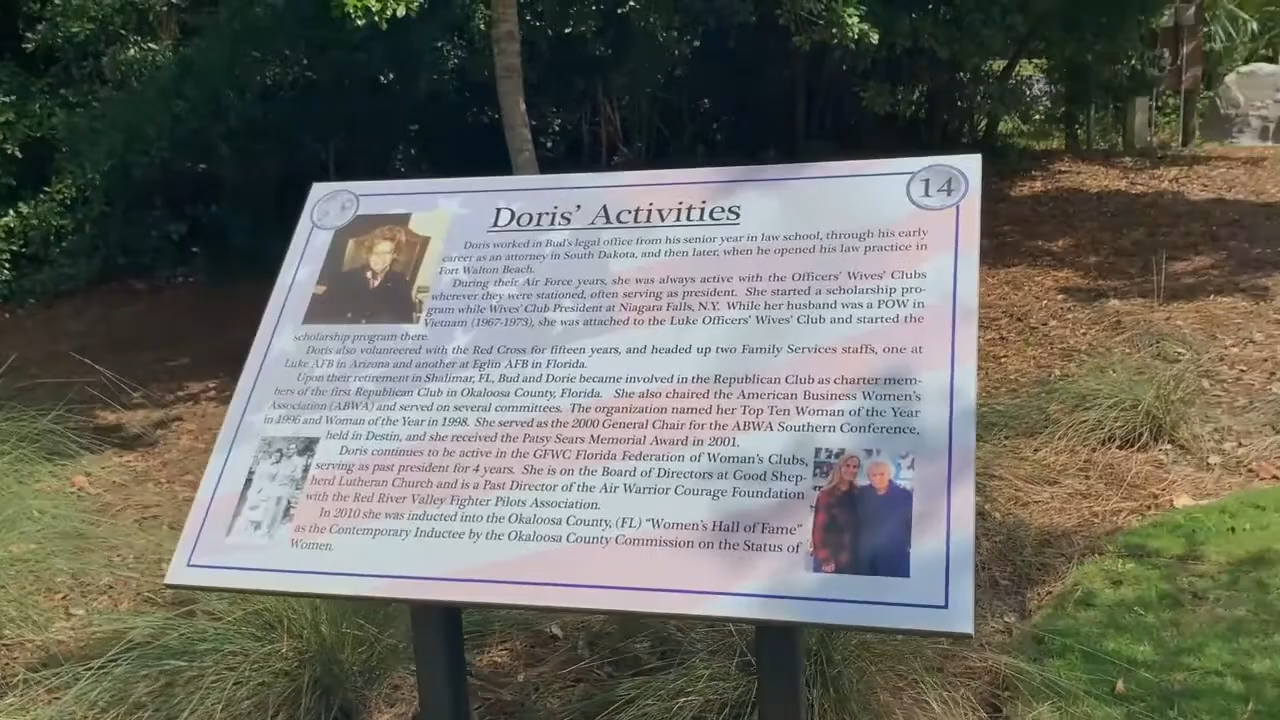 14
Doris' Activities
Doris worked in Bud's legal office from his senior year in law school, through his early
career as an attorney in South Dakota, and then later, when he opened his law practice in
Fort Walton Beach.
During their Air Force years, she was always active with the Officers' Wives' Clubs
wherever they were stationed, often serving as president. She started a scholarship pro-
gram while Wives' Club President at Niagara Falls, N.Y. While her husband was a POW in
Vietnam (1967-1973), she was attached to the Luke Officers' Wives' Club and started the
scholarship program there.
Doris also volunteered with the Red Cross for fifteen years, and headed up two Family Services staffs, one at
Luke AFB in Arizona and another at Eglin AFB in Florida.
Upon their retirement in Shalimar, FL, Bud and Dorie became involved in the Republican Club as charter mem-
bers of the first Republican Club in Okaloosa County, Florida. She also chaired the American Business Women's
Association (ABWA) and served on several committees. The organization named her Top Ten Woman of the Year
in 1996 and Woman of the Year in 1998. She served as the 2000 General Chair for the ABWA Southern Conference,
held in Destin, and she received the Patsy Sears Memorial Award in 2001.
Doris continues to be active in the GFWC Florida Federation of Woman's Clubs,
serving as past president for 4 years. She is on the Board of Directors at Good Shep-
herd Lutheran Church and is a Past Director of the Air Warrior Courage Foundation
with the Red River Valley Fighter Pilots Association.
In 2010 she was inducted into the Okaloosa County, (FL) "Women's Hall of Fame"
as the Contemporary Inductee by the Okaloosa County Commission on the Status of
Women.